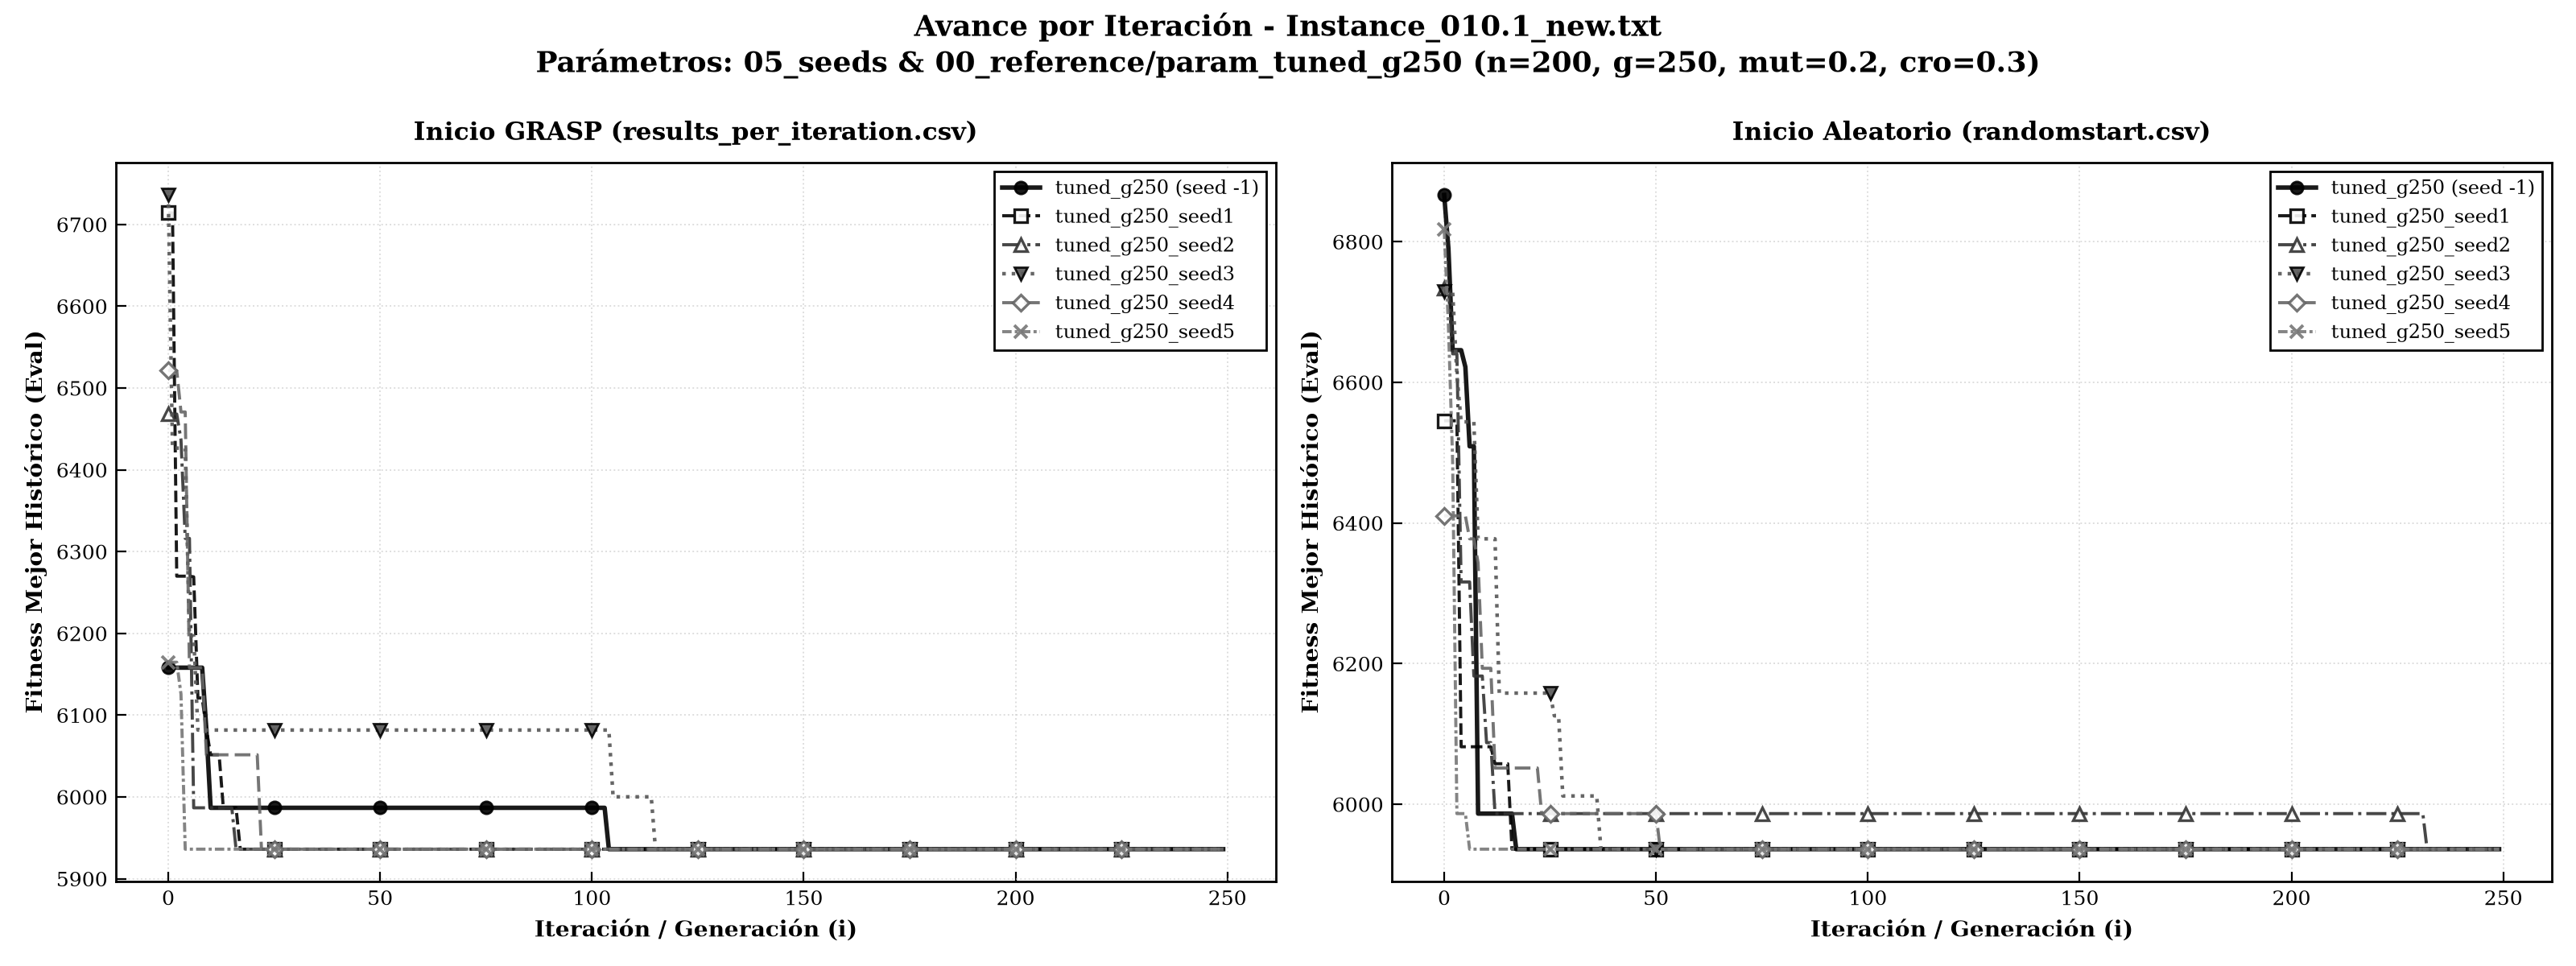 Avance por Iteración - Instance_010.1_new.txt
Parámetros: 05_seeds & 00_reference/param_tuned_g250 (n=200, g=250, mut=0.2, cro=0.3)
Inicio GRASP (results_per_iteration.csv)
Fitness Mejor Histórico (Eval)
6700
6600
6500
6400
6300
6200
6100
6000
5900
0
50
100
150
200
250
Iteración / Generación (i)
tuned_g250 (seed -1)
tuned_g250_seed1
tuned_g250_seed2
tuned_g250_seed3
tuned_g250_seed4
tuned_g250_seed5
Inicio Aleatorio (randomstart.csv)
Fitness Mejor Histórico (Eval)
6800
6600
6400
6200
6000
0
50
100
150
200
250
Iteración / Generación (i)
tuned_g250 (seed -1)
tuned_g250_seed1
tuned_g250_seed2
tuned_g250_seed3
tuned_g250_seed4
tuned_g250_seed5